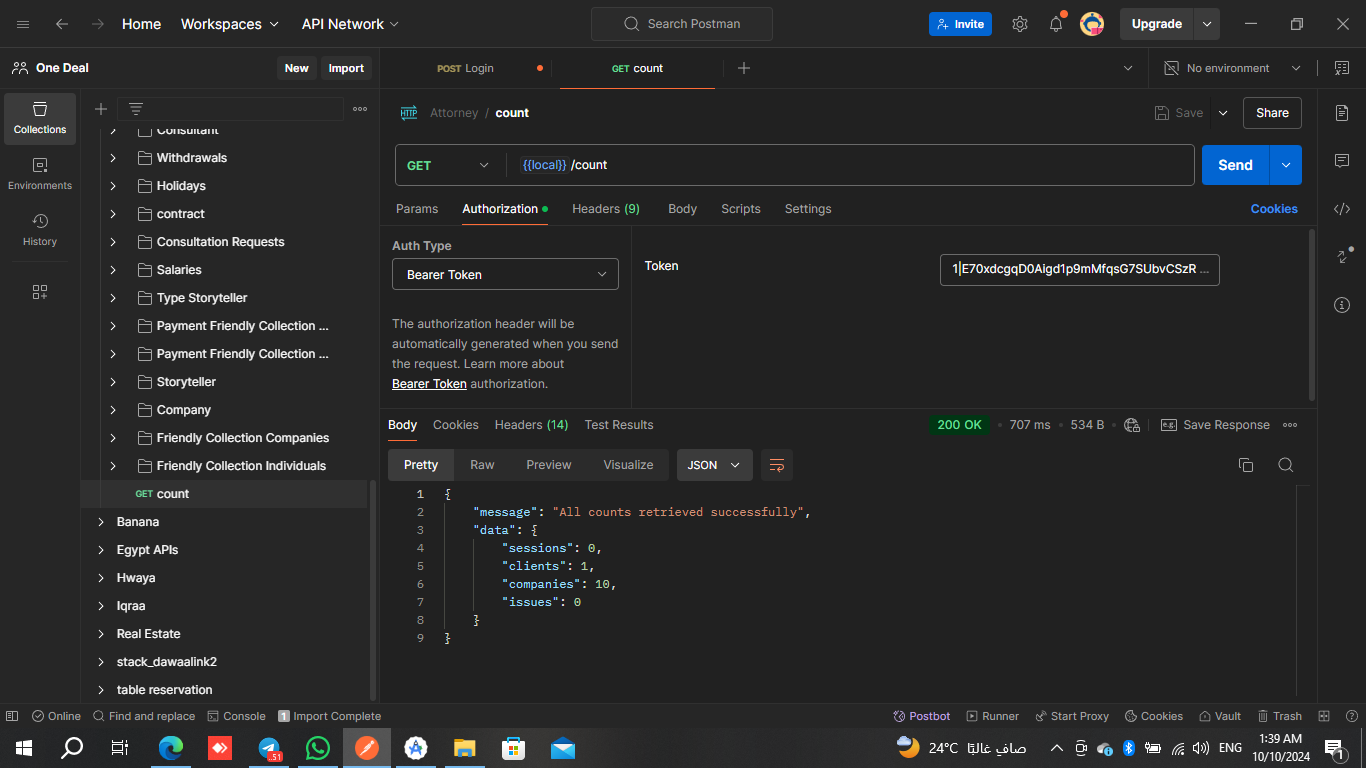 Home Workspaces API Network Search Postman Invite Upgrade
One Deal New Import POST Login GET count No environment
Collections
Environments
History
Consultant
Withdrawals
Holidays
contract
Consultation Requests
Salaries
Type Storyteller
Payment Friendly Collection ...
Payment Friendly Collection ...
Storyteller
Company
Friendly Collection Companies
Friendly Collection Individuals
GET count
Banana
Egypt APIs
Hwaya
Iqraa
Real Estate
stack_dawaalink2
table reservation
HTTP Attorney / count Save Share
GET {{local}} /count Send
Params Authorization Headers (9) Body Scripts Settings Cookies
Auth Type
Bearer Token
Token 1|E70xdcgqD0Aigd1p9mMfqsG7SUbvCSzR ...
The authorization header will be
automatically generated when you send
the request. Learn more about
Bearer Token authorization.
Body Cookies Headers (14) Test Results 200 OK 707 ms 534 B e.g. Save Response
Pretty Raw Preview Visualize JSON
1 {
2 "message": "All counts retrieved successfully",
3 "data": {
4 "sessions": 0,
5 "clients": 1,
6 "companies": 10,
7 "issues": 0
8 }
9 }
Online Find and replace Console 1 Import Complete Postbot Runner Start Proxy Cookies Vault Trash
.51 24°C صافٍ غالبًا ENG 1:39 AM
10/10/2024 1